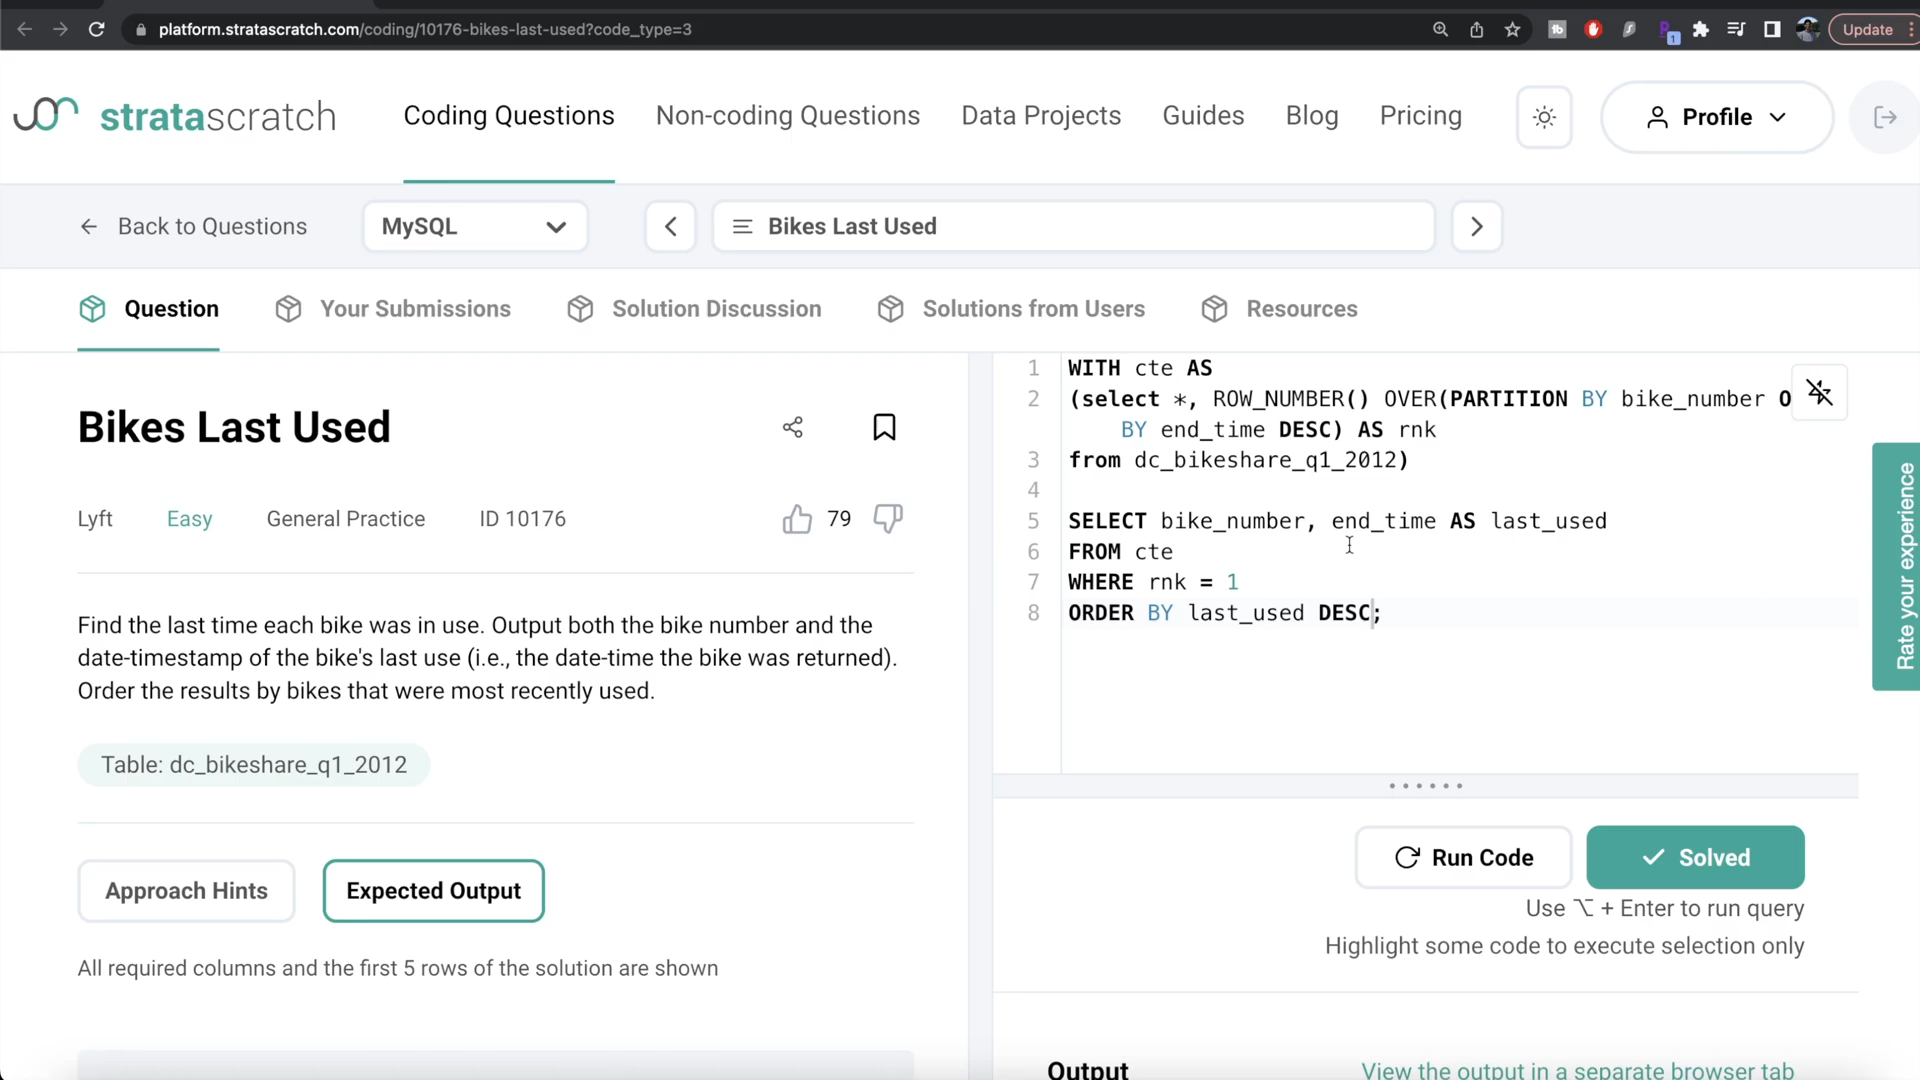 platform.stratascratch.com/coding/10176-bikes-last-used?code_type=3
1
Update
stratascratch
Coding Questions
Non-coding Questions
Data Projects
Guides
Blog
Pricing
Profile
Back to Questions
MySQL
Bikes Last Used
Question
Your Submissions
Solution Discussion
Solutions from Users
Resources
Bikes Last Used
Lyft
Easy
General Practice
ID 10176
79
Find the last time each bike was in use. Output both the bike number and the
date-timestamp of the bike's last use (i.e., the date-time the bike was returned).
Order the results by bikes that were most recently used.
Table: dc_bikeshare_q1_2012
Approach Hints
Expected Output
All required columns and the first 5 rows of the solution are shown
1 WITH cte AS
2 (select *, ROW_NUMBER() OVER(PARTITION BY bike_number O
BY end_time DESC) AS rnk
3 from dc_bikeshare_q1_2012)
4
5 SELECT bike_number, end_time AS last_used
6 FROM cte
7 WHERE rnk = 1
8 ORDER BY last_used DESC;
Rate your experience
Run Code
Solved
Use ⌥ + Enter to run query
Highlight some code to execute selection only
Output
View the output in a separate browser tab